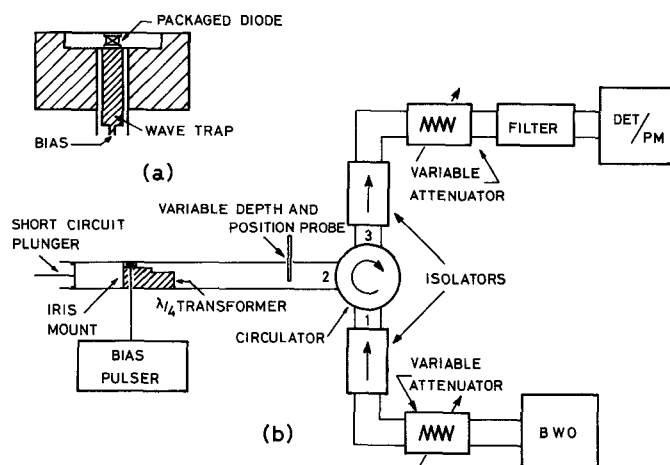 PACKAGED DIODE
WAVE TRAP
BIAS
(a)
DET/
PM
FILTER
VARIABLE
ATTENUATOR
VARIABLE DEPTH AND
POSITION PROBE
SHORT CIRCUIT
PLUNGER
3
2
1
ISOLATORS
IRIS
MOUNT
λ/4 TRANSFORMER
CIRCULATOR
BIAS
PULSER
VARIABLE
ATTENUATOR
(b)
BWO